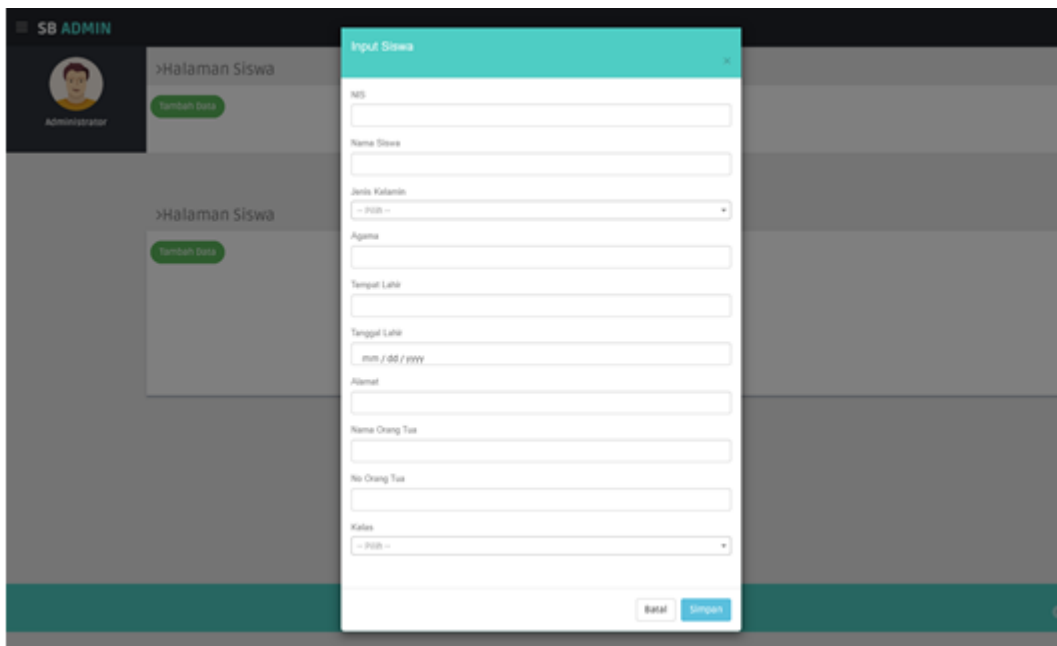 SB ADMIN
Administrator
>Halaman Siswa
Tambah Data
>Halaman Siswa
Tambah Data
Input Siswa
×
NIS
Nama Siswa
Jenis Kelamin
-- Pilih --
Agama
Tempat Lahir
Tanggal Lahir
mm / dd / yyyy
Alamat
Nama Orang Tua
No Orang Tua
Kelas
-- Pilih --
Batal
Simpan